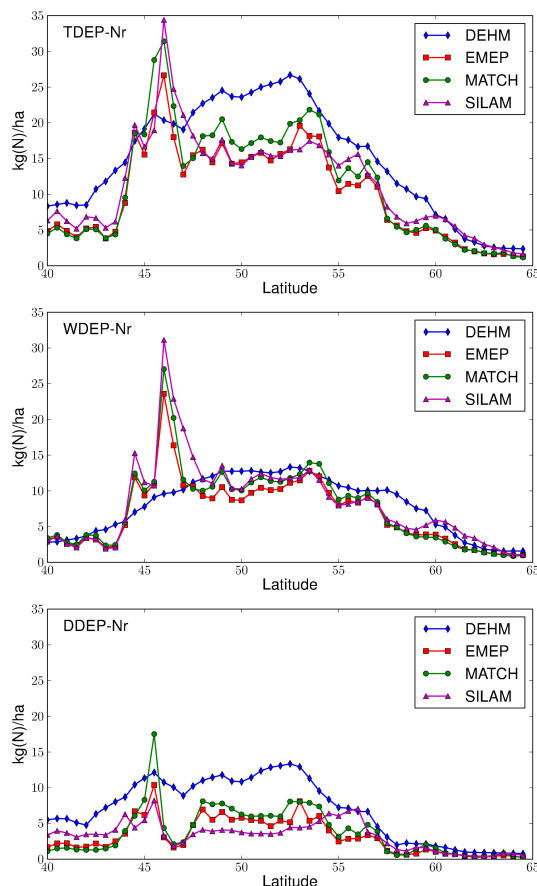 TDEP-Nr
DEHM
EMEP
MATCH
SILAM
kg(N)/ha
35
30
25
20
15
10
5
0
40 45 50 55 60 65
Latitude
WDEP-Nr
DEHM
EMEP
MATCH
SILAM
kg(N)/ha
35
30
25
20
15
10
5
0
40 45 50 55 60 65
Latitude
DDEP-Nr
DEHM
EMEP
MATCH
SILAM
kg(N)/ha
35
30
25
20
15
10
5
0
40 45 50 55 60 65
Latitude